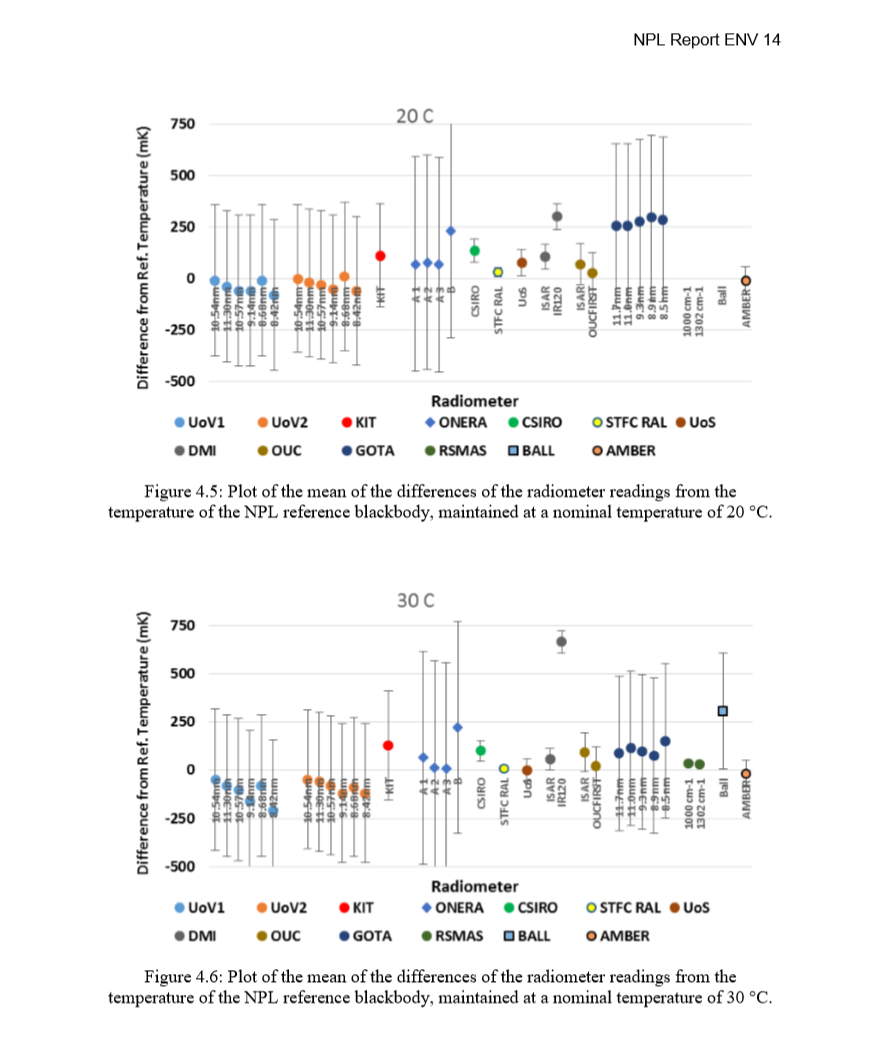 NPL Report ENV 14
20 C
Difference from Ref. Temperature (mK)
750
500
250
0
-250
-500
10.54nm
11.30nm
10.57nm
9.14nm
8.68nm
8.42nm
10.54nm
11.30nm
10.57nm
9.14nm
8.68nm
8.42nm
KIT
A 1
A 2
A 3
B
CSIRO
STFC RAL
UoS
ISAR
IR120
ISAR
OUCFIRST
11.7nm
11.0nm
9.3nm
8.9nm
8.5nm
1000 cm-1
1302 cm-1
Ball
AMBER
Radiometer
UoV1 UoV2 KIT ONERA CSIRO STFC RAL UoS
DMI OUC GOTA RSMAS BALL AMBER
Figure 4.5: Plot of the mean of the differences of the radiometer readings from the
temperature of the NPL reference blackbody, maintained at a nominal temperature of 20 °C.
30 C
Difference from Ref. Temperature (mK)
750
500
250
0
-250
-500
10.54nm
11.30nm
10.57nm
9.14nm
8.68nm
8.42nm
10.54nm
11.30nm
10.57nm
9.14nm
8.68nm
8.42nm
KIT
A 1
A 2
A 3
B
CSIRO
STFC RAL
UoS
ISAR
IR120
ISAR
OUCFIRST
11.7nm
11.0nm
9.3nm
8.9nm
8.5nm
1000 cm-1
1302 cm-1
Ball
AMBER
Radiometer
UoV1 UoV2 KIT ONERA CSIRO STFC RAL UoS
DMI OUC GOTA RSMAS BALL AMBER
Figure 4.6: Plot of the mean of the differences of the radiometer readings from the
temperature of the NPL reference blackbody, maintained at a nominal temperature of 30 °C.